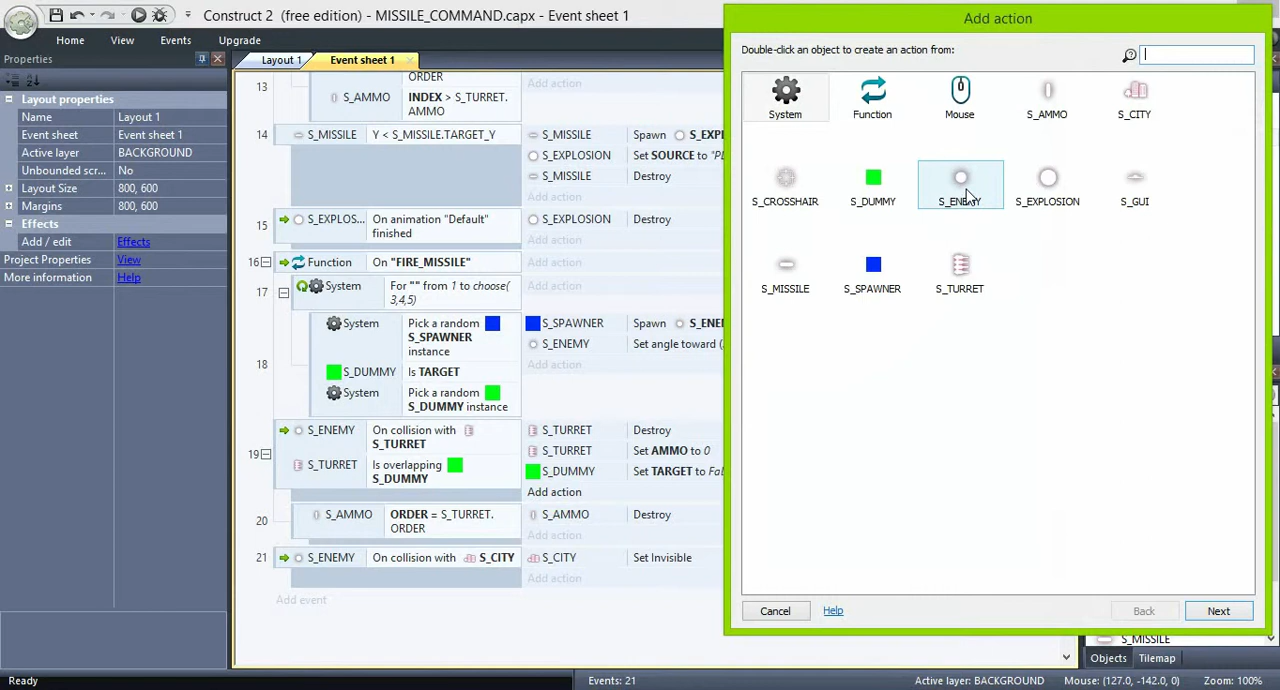 Construct 2 (free edition) - MISSILE_COMMAND.capx - Event sheet 1
Home View Events Upgrade
Properties
Layout properties
Name Layout 1
Event sheet Event sheet 1
Active layer BACKGROUND
Unbounded scr... No
Layout Size 800, 600
Margins 800, 600
Effects
Add / edit Effects
Project Properties View
More information Help
Layout 1 Event sheet 1
13 ORDER Add action
S_AMMO INDEX > S_TURRET.
AMMO
14 S_MISSILE Y < S_MISSILE.TARGET_Y S_MISSILE Spawn S_EXP
S_EXPLOSION Set SOURCE to "PL
S_MISSILE Destroy
Add action
15 S_EXPLOS... On animation "Default"
finished
S_EXPLOSION Destroy
Add action
16 Function On "FIRE_MISSILE" Add action
17 System For "" from 1 to choose(
3,4,5)
Add action
18 System Pick a random
S_SPAWNER
instance
S_DUMMY Is TARGET
System Pick a random
S_DUMMY instance
S_SPAWNER Spawn S_ENE
S_ENEMY Set angle toward (
Add action
19 S_ENEMY On collision with
S_TURRET
S_TURRET Is overlapping
S_DUMMY
S_TURRET Destroy
S_TURRET Set AMMO to 0
S_DUMMY Set TARGET to Fal
Add action
20 S_AMMO ORDER = S_TURRET.
ORDER
S_AMMO Destroy
Add action
21 S_ENEMY On collision with S_CITY S_CITY Set Invisible
Add action
Add event
Add action
Double-click an object to create an action from:
System Function Mouse S_AMMO S_CITY
S_CROSSHAIR S_DUMMY S_ENEMY S_EXPLOSION S_GUI
S_MISSILE S_SPAWNER S_TURRET
Cancel Help Back Next
S_MISSILE
Objects Tilemap
Ready Events: 21 Active layer: BACKGROUND Mouse: (127.0, -142.0, 0) Zoom: 100%